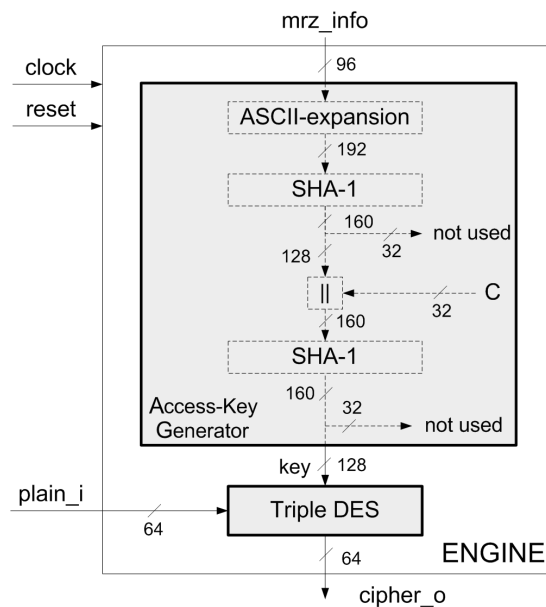 mrz_info
clock
96
reset
ASCII-expansion
192
SHA-1
160
not used
32
128
||
C
32
160
SHA-1
160
32
Access-Key
Generator
not used
key
128
plain_i
64
Triple DES
64
ENGINE
cipher_o